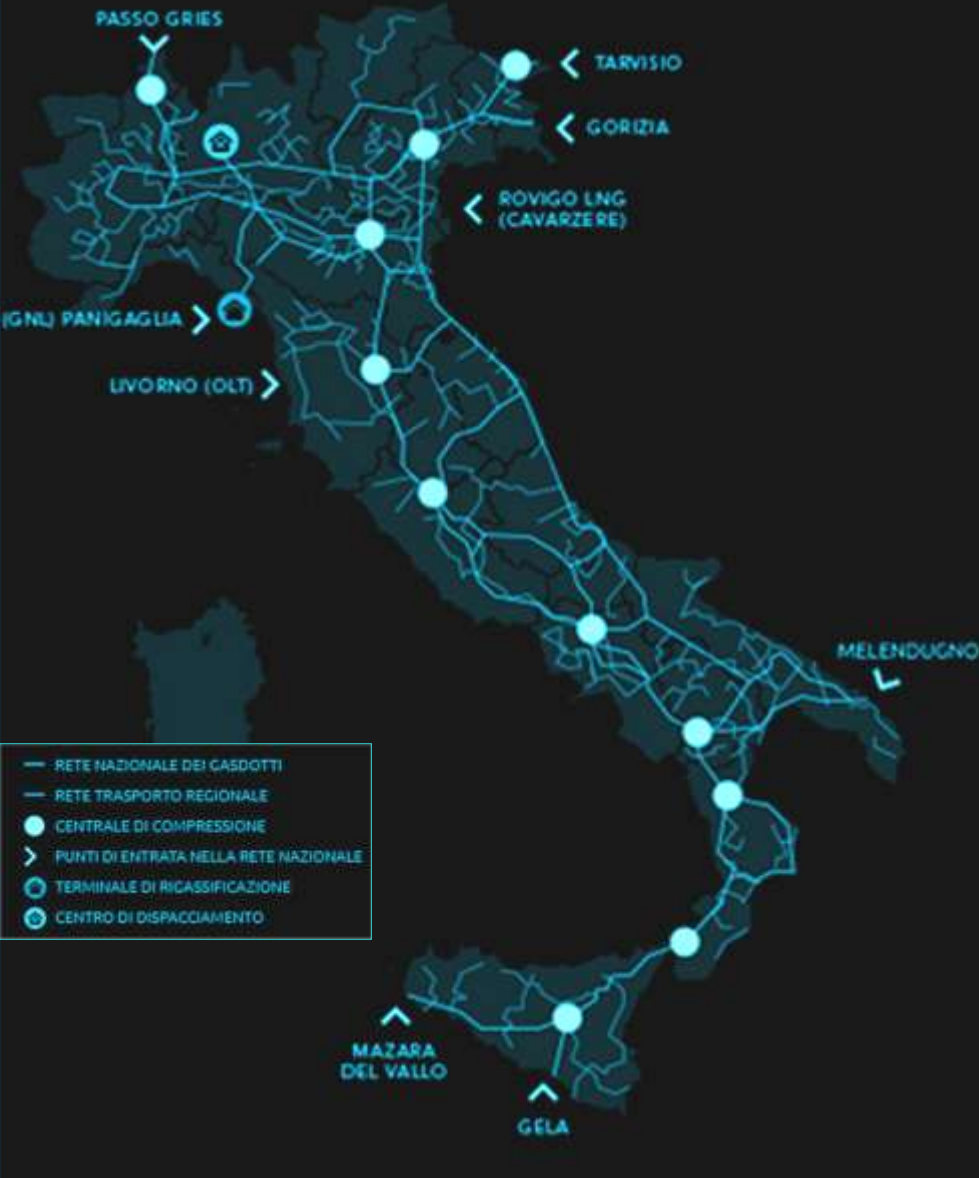 PASSO GRIES
TARVISIO
GORIZIA
ROVIGO LNG
(CAVARZERE)
(GNL) PANIGAGLIA
LIVORNO (OLT)
MELENDUGNO
RETE NAZIONALE DEI GASDOTTI
RETE TRASPORTO REGIONALE
CENTRALE DI COMPRESSIONE
PUNTI DI ENTRATA NELLA RETE NAZIONALE
TERMINALE DI RIGASSIFICAZIONE
CENTRO DI DISPACCIAMENTO
MAZARA
DEL VALLO
GELA